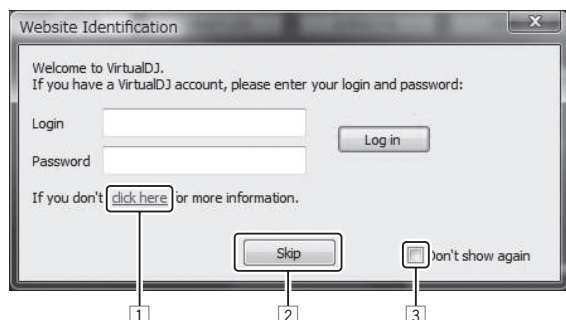 Website Identification
Welcome to VirtualDJ.
If you have a VirtualDJ account, please enter your login and password:
Login
Log in
Password
If you don't click here for more information.
Skip
Don't show again
1 2 3